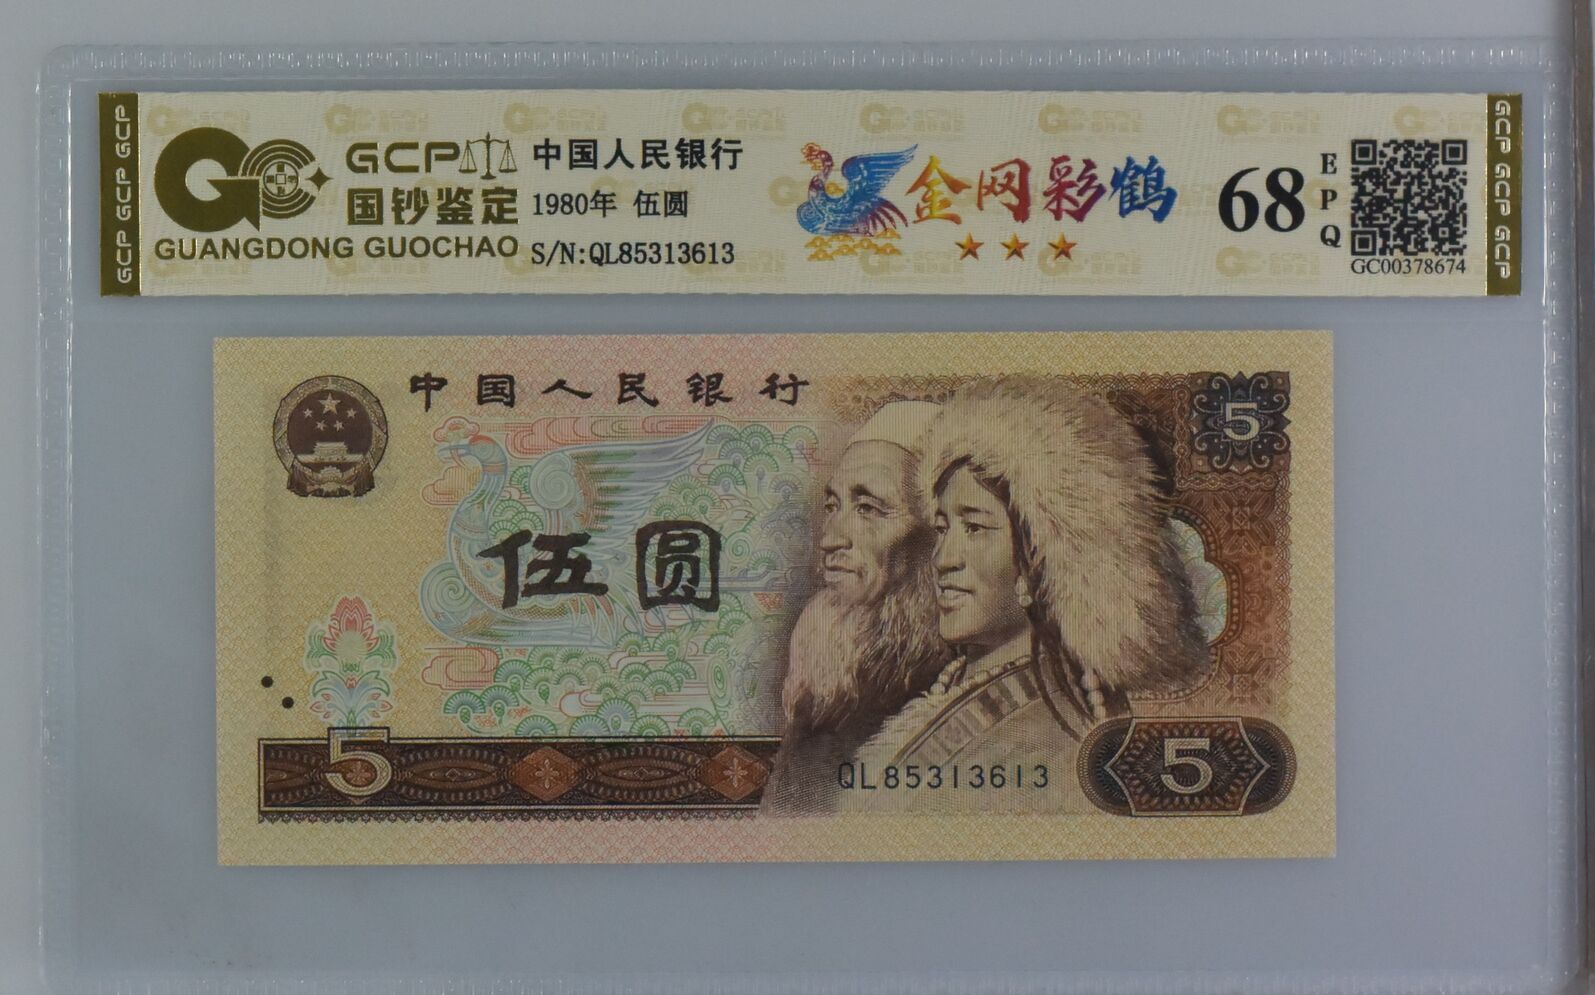 GCP GCP GCP
GC GCP
国钞鉴定
GUANGDONG GUOCHAO
中国人民银行
1980年 伍圆
S/N:QL85313613
金网彩鹤
68
EPQ
GC00378674
GCP GCP GCP
中国人民银行
5
伍圆
5
QL85313613
5